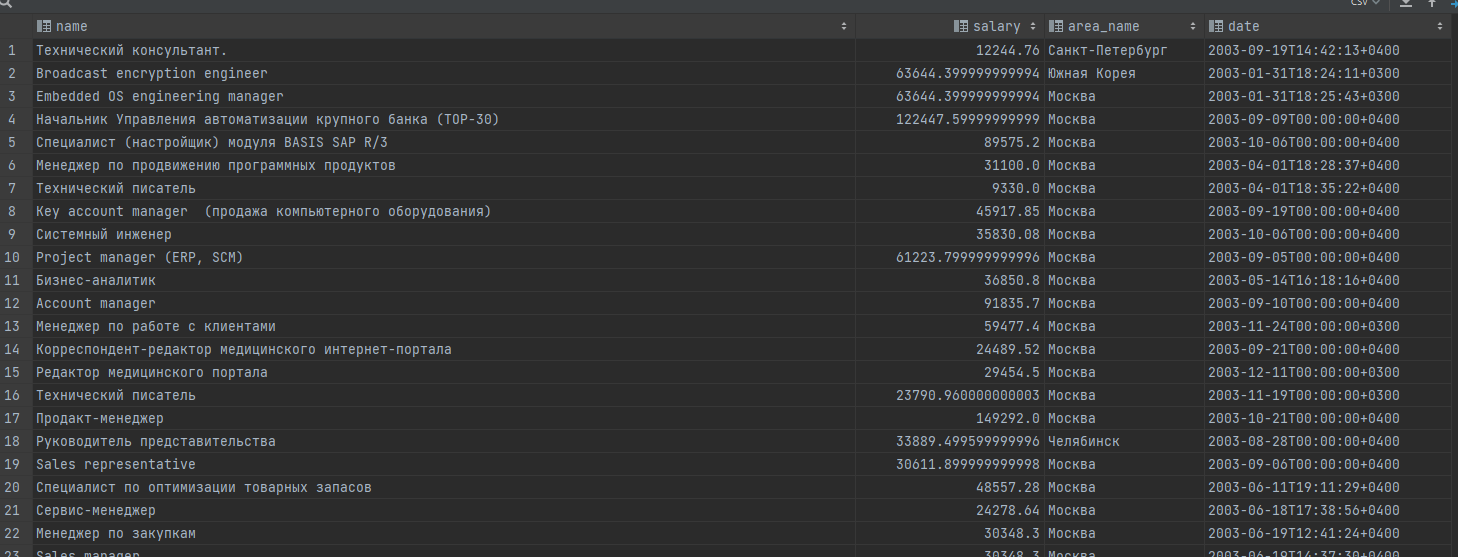 CSV
name salary area_name date
1 Технический консультант. 12244.76 Санкт-Петербург 2003-09-19T14:42:13+0400
2 Broadcast encryption engineer 63644.399999999994 Южная Корея 2003-01-31T18:24:11+0300
3 Embedded OS engineering manager 63644.399999999994 Москва 2003-01-31T18:25:43+0300
4 Начальник Управления автоматизации крупного банка (TOP-30) 122447.59999999999 Москва 2003-09-09T00:00:00+0400
5 Специалист (настройщик) модуля BASIS SAP R/3 89575.2 Москва 2003-10-06T00:00:00+0400
6 Менеджер по продвижению программных продуктов 31100.0 Москва 2003-04-01T18:28:37+0400
7 Технический писатель 9330.0 Москва 2003-04-01T18:35:22+0400
8 Key account manager  (продажа компьютерного оборудования) 45917.85 Москва 2003-09-19T00:00:00+0400
9 Системный инженер 35830.08 Москва 2003-10-06T00:00:00+0400
10 Project manager (ERP, SCM) 61223.799999999996 Москва 2003-09-05T00:00:00+0400
11 Бизнес-аналитик 36850.8 Москва 2003-05-14T16:18:16+0400
12 Account manager 91835.7 Москва 2003-09-10T00:00:00+0400
13 Менеджер по работе с клиентами 59477.4 Москва 2003-11-24T00:00:00+0300
14 Корреспондент-редактор медицинского интернет-портала 24489.52 Москва 2003-09-21T00:00:00+0400
15 Редактор медицинского портала 29454.5 Москва 2003-12-11T00:00:00+0300
16 Технический писатель 23790.960000000003 Москва 2003-11-19T00:00:00+0300
17 Продакт-менеджер 149292.0 Москва 2003-10-21T00:00:00+0400
18 Руководитель представительства 33889.499599999996 Челябинск 2003-08-28T00:00:00+0400
19 Sales representative 30611.899999999998 Москва 2003-09-06T00:00:00+0400
20 Специалист по оптимизации товарных запасов 48557.28 Москва 2003-06-11T19:11:29+0400
21 Сервис-менеджер 24278.64 Москва 2003-06-18T17:38:56+0400
22 Менеджер по закупкам 30348.3 Москва 2003-06-19T12:41:24+0400
23 Sales manager 30348.3 Москва 2003-06-19T14:37:30+0400